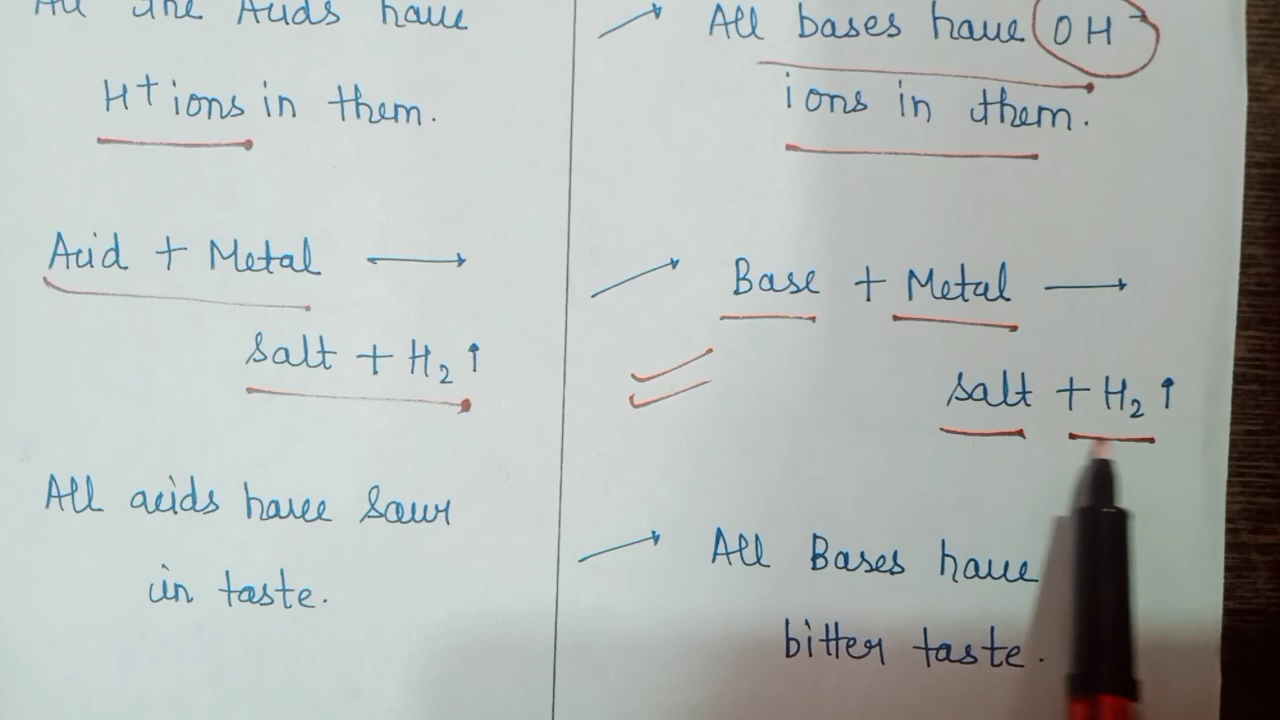 All the Acids have
H+ ions in them.
Acid + Metal →
salt + H₂↑
All acids have sour
in taste.
All bases have OH⁻
ions in them.
Base + Metal →
salt + H₂↑
All Bases have
bitter taste.